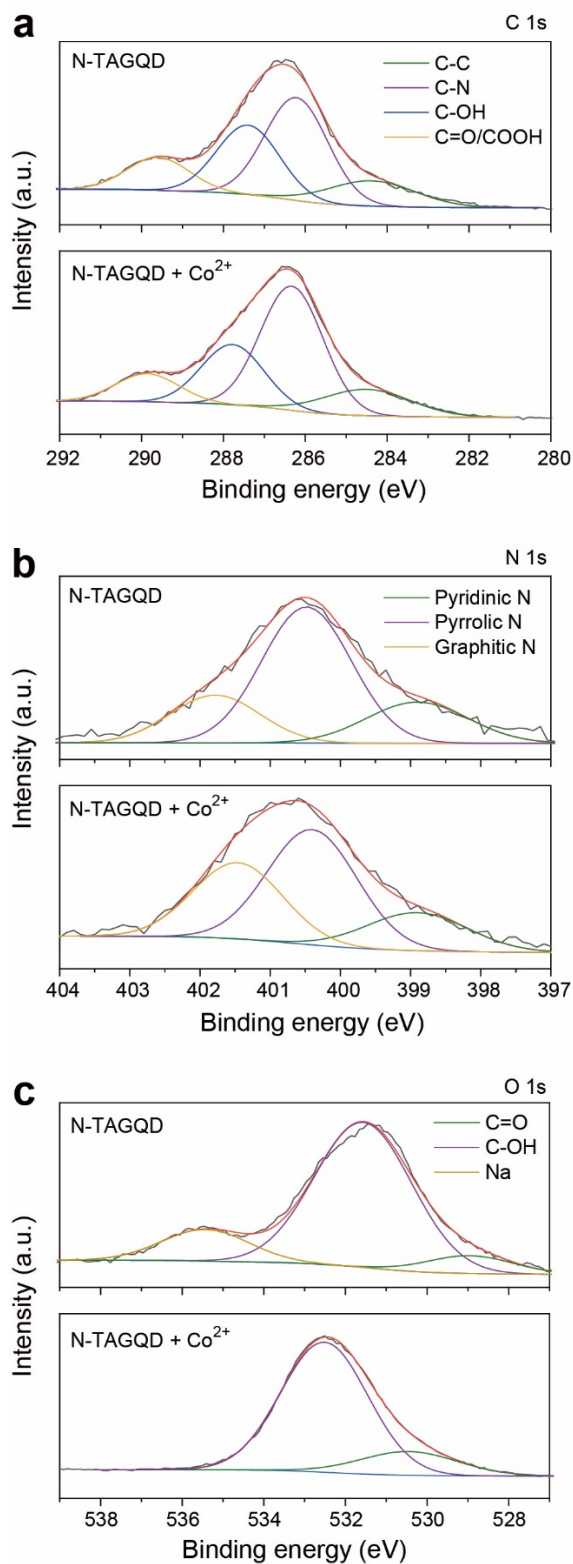 a
C 1s
N-TAGQD
C-C
C-N
C-OH
C=O/COOH
N-TAGQD + Co²⁺
Intensity (a.u.)
292 290 288 286 284 282 280
Binding energy (eV)
b
N 1s
N-TAGQD
Pyridinic N
Pyrrolic N
Graphitic N
N-TAGQD + Co²⁺
Intensity (a.u.)
404 403 402 401 400 399 398 397
Binding energy (eV)
c
O 1s
N-TAGQD
C=O
C-OH
Na
N-TAGQD + Co²⁺
Intensity (a.u.)
538 536 534 532 530 528
Binding energy (eV)